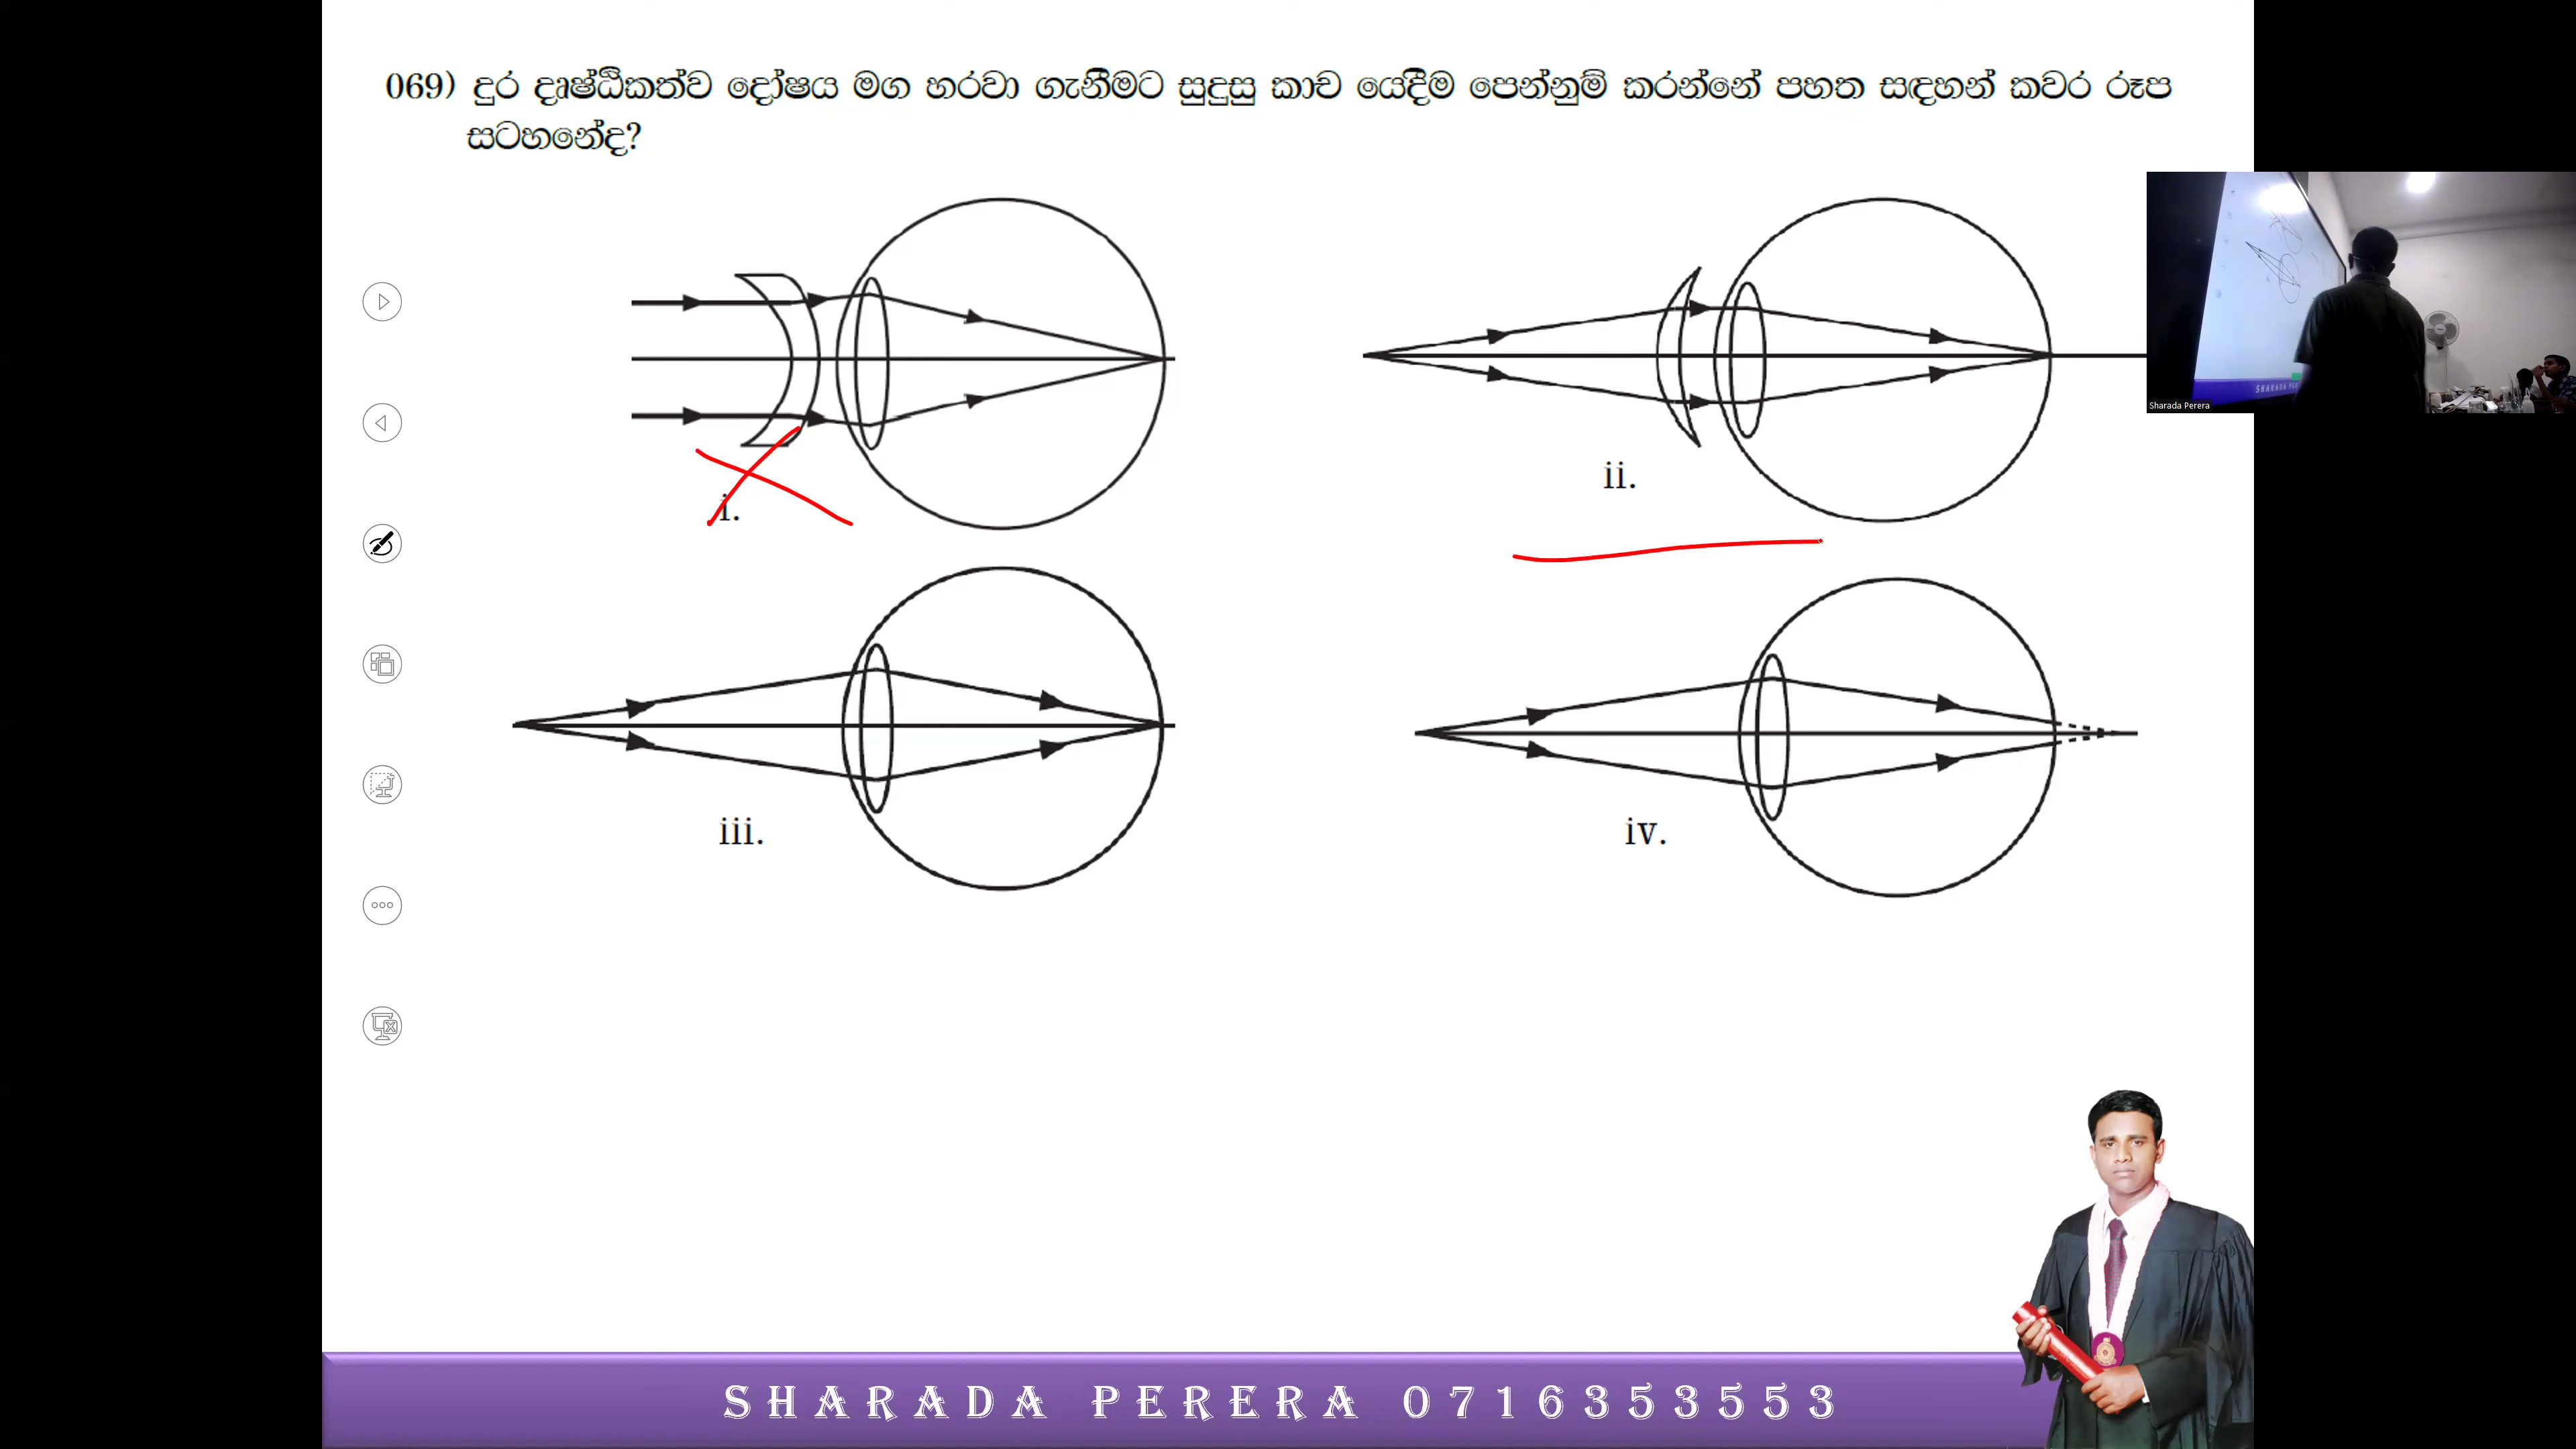 069) දුර දෘෂ්ඨිකත්ව දෝෂය මග හරවා ගැනීමට සුදුසු කාච යෙදීම පෙන්නුම් කරන්නේ පහත සඳහන් කවර රූප
සටහනේද?
i.
ii.
iii.
iv.
Sharada Perera
SHARADA PERERA 0716353553